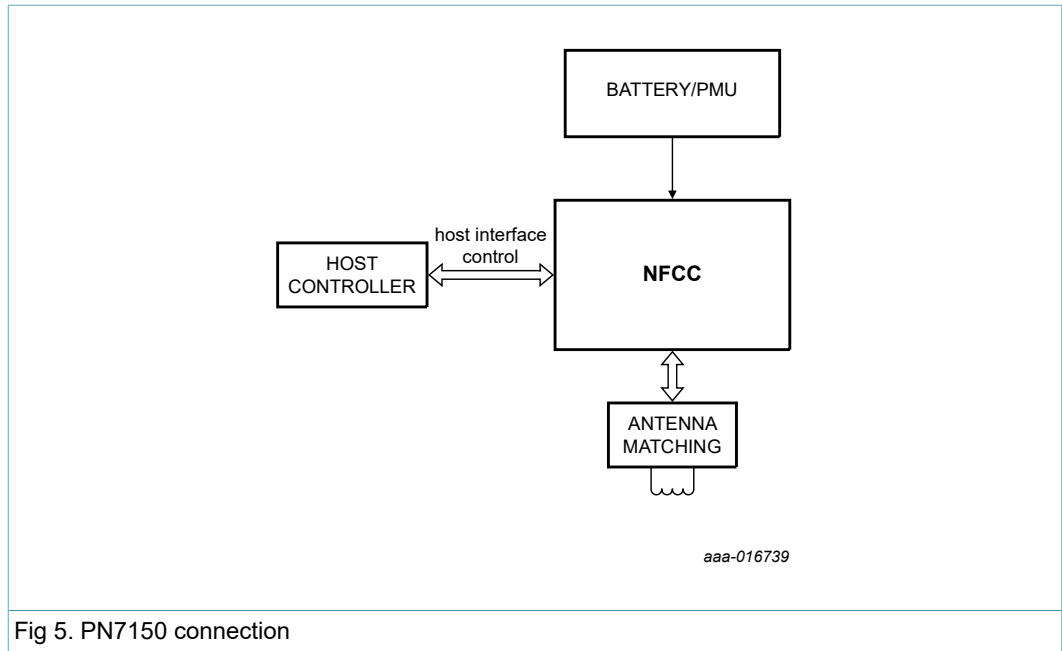 BATTERY/PMU
host interface
control
HOST
CONTROLLER
NFCC
ANTENNA
MATCHING
aaa-016739
Fig 5. PN7150 connection